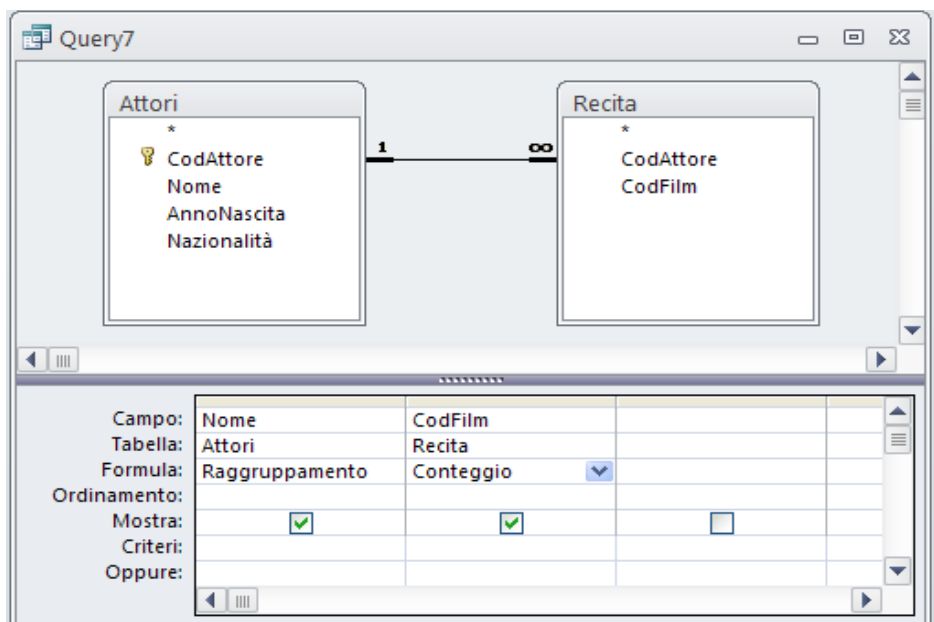 Query7
Attori
*
CodAttore
Nome
AnnoNascita
Nazionalità
1
∞
Recita
*
CodAttore
CodFilm
Campo: Nome CodFilm
Tabella: Attori Recita
Formula: Raggruppamento Conteggio
Ordinamento:
Mostra:
Criteri:
Oppure: